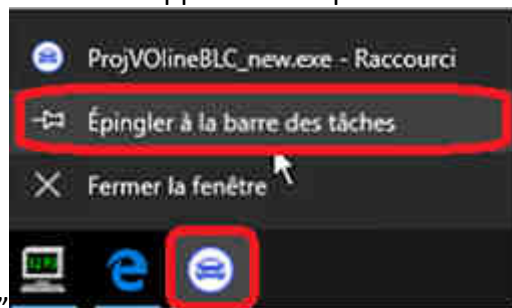 ProjVOlineBLC_new.exe - Raccourci
Épingler à la barre des tâches
Fermer la fenêtre
"